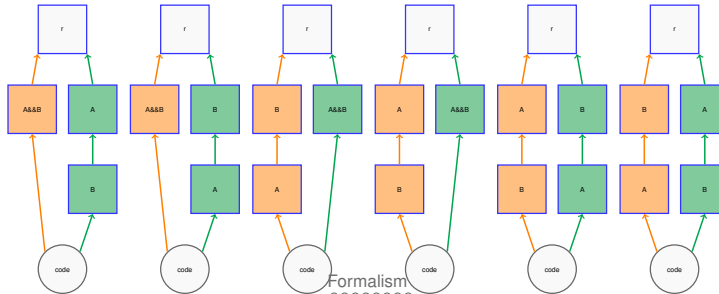 r r r r r r
A&&B A A&&B B B A&&B A A&&B A B B A
B A A B B A A B
code code code code code code
Formalism